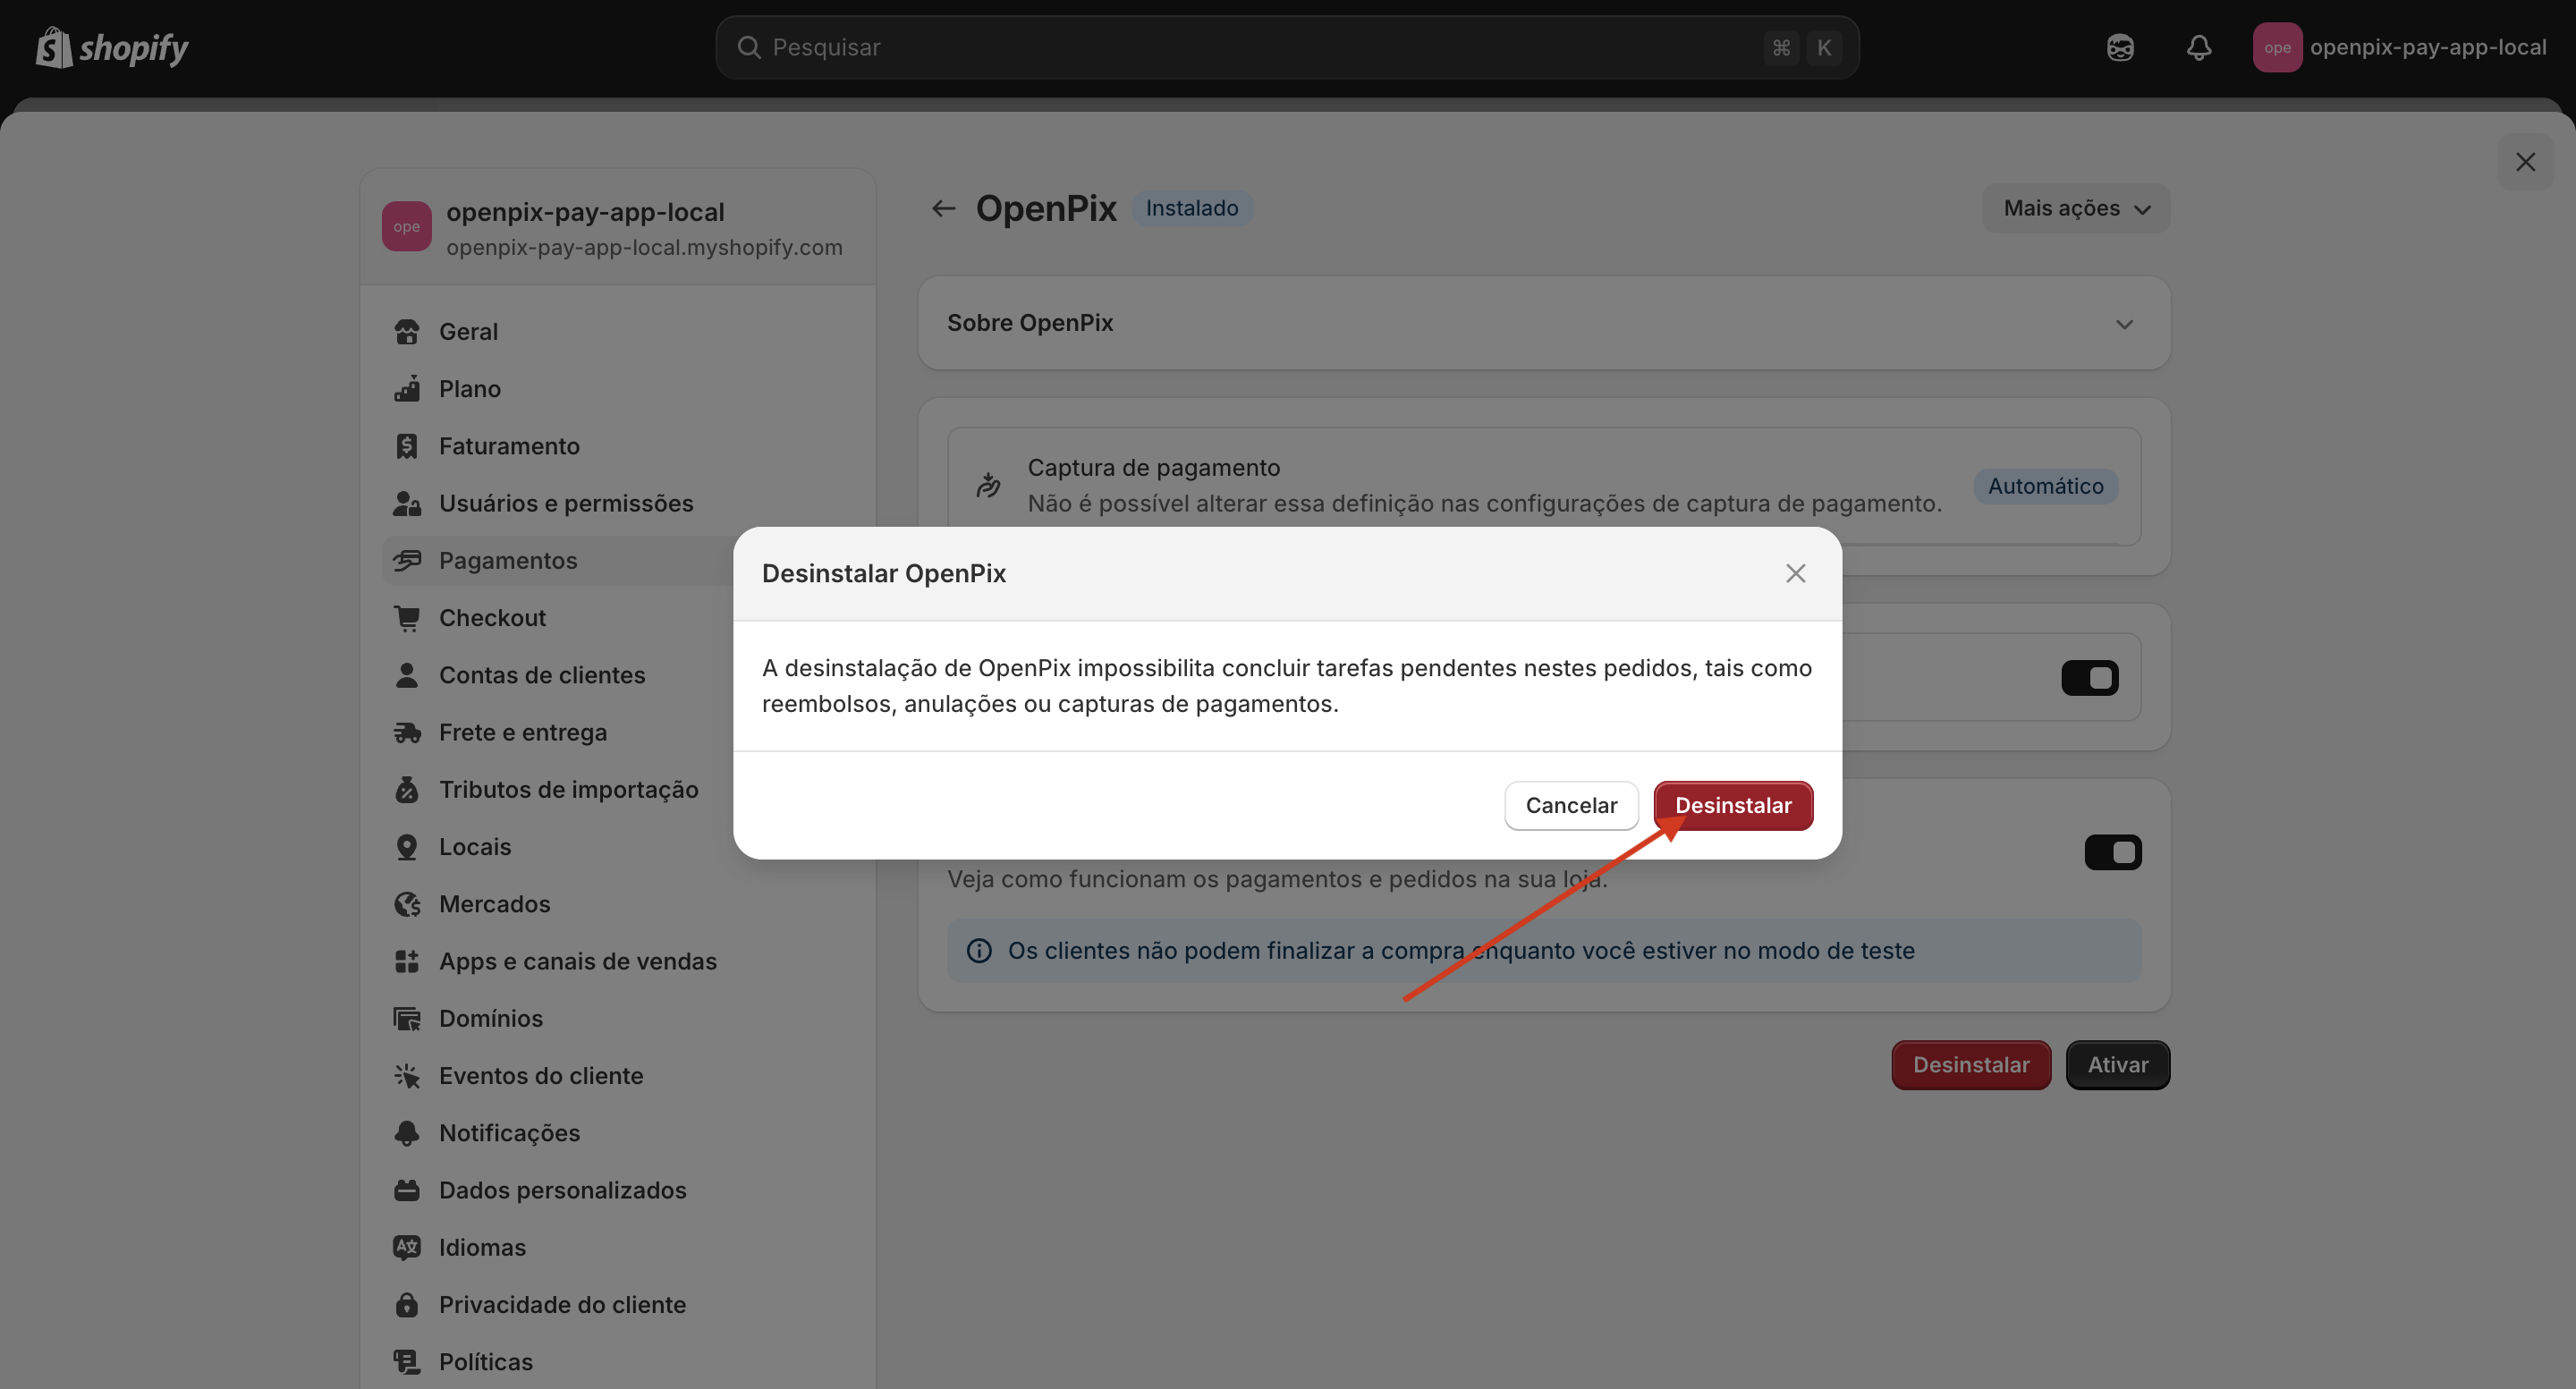 shopify
Pesquisar
⌘ K
ope
openpix-pay-app-local
ope
openpix-pay-app-local
openpix-pay-app-local.myshopify.com
Geral
Plano
Faturamento
Usuários e permissões
Pagamentos
Checkout
Contas de clientes
Frete e entrega
Tributos de importação
Locais
Mercados
Apps e canais de vendas
Domínios
Eventos do cliente
Notificações
Dados personalizados
Idiomas
Privacidade do cliente
Políticas
OpenPix
Instalado
Mais ações
Sobre OpenPix
Captura de pagamento
Não é possível alterar essa definição nas configurações de captura de pagamento.
Automático
Desinstalar OpenPix
A desinstalação de OpenPix impossibilita concluir tarefas pendentes nestes pedidos, tais como
reembolsos, anulações ou capturas de pagamentos.
Cancelar
Desinstalar
Veja como funcionam os pagamentos e pedidos na sua loja.
Os clientes não podem finalizar a compra enquanto você estiver no modo de teste
Desinstalar
Ativar